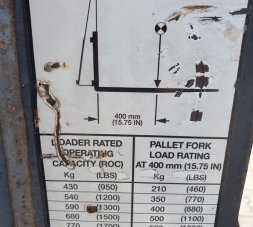 400 mm
(15.75 IN)
LOADER RATED OPERATING CAPACITY (ROC)
PALLET FORK LOAD RATING AT 400 mm (15.75 IN)
Kg (LBS) Kg (LBS)
430 (950) 210 (460)
540 (1200) 350 (770)
590 (1300) 400 (880)
680 (1500) 500 (1100)
770 (1700)